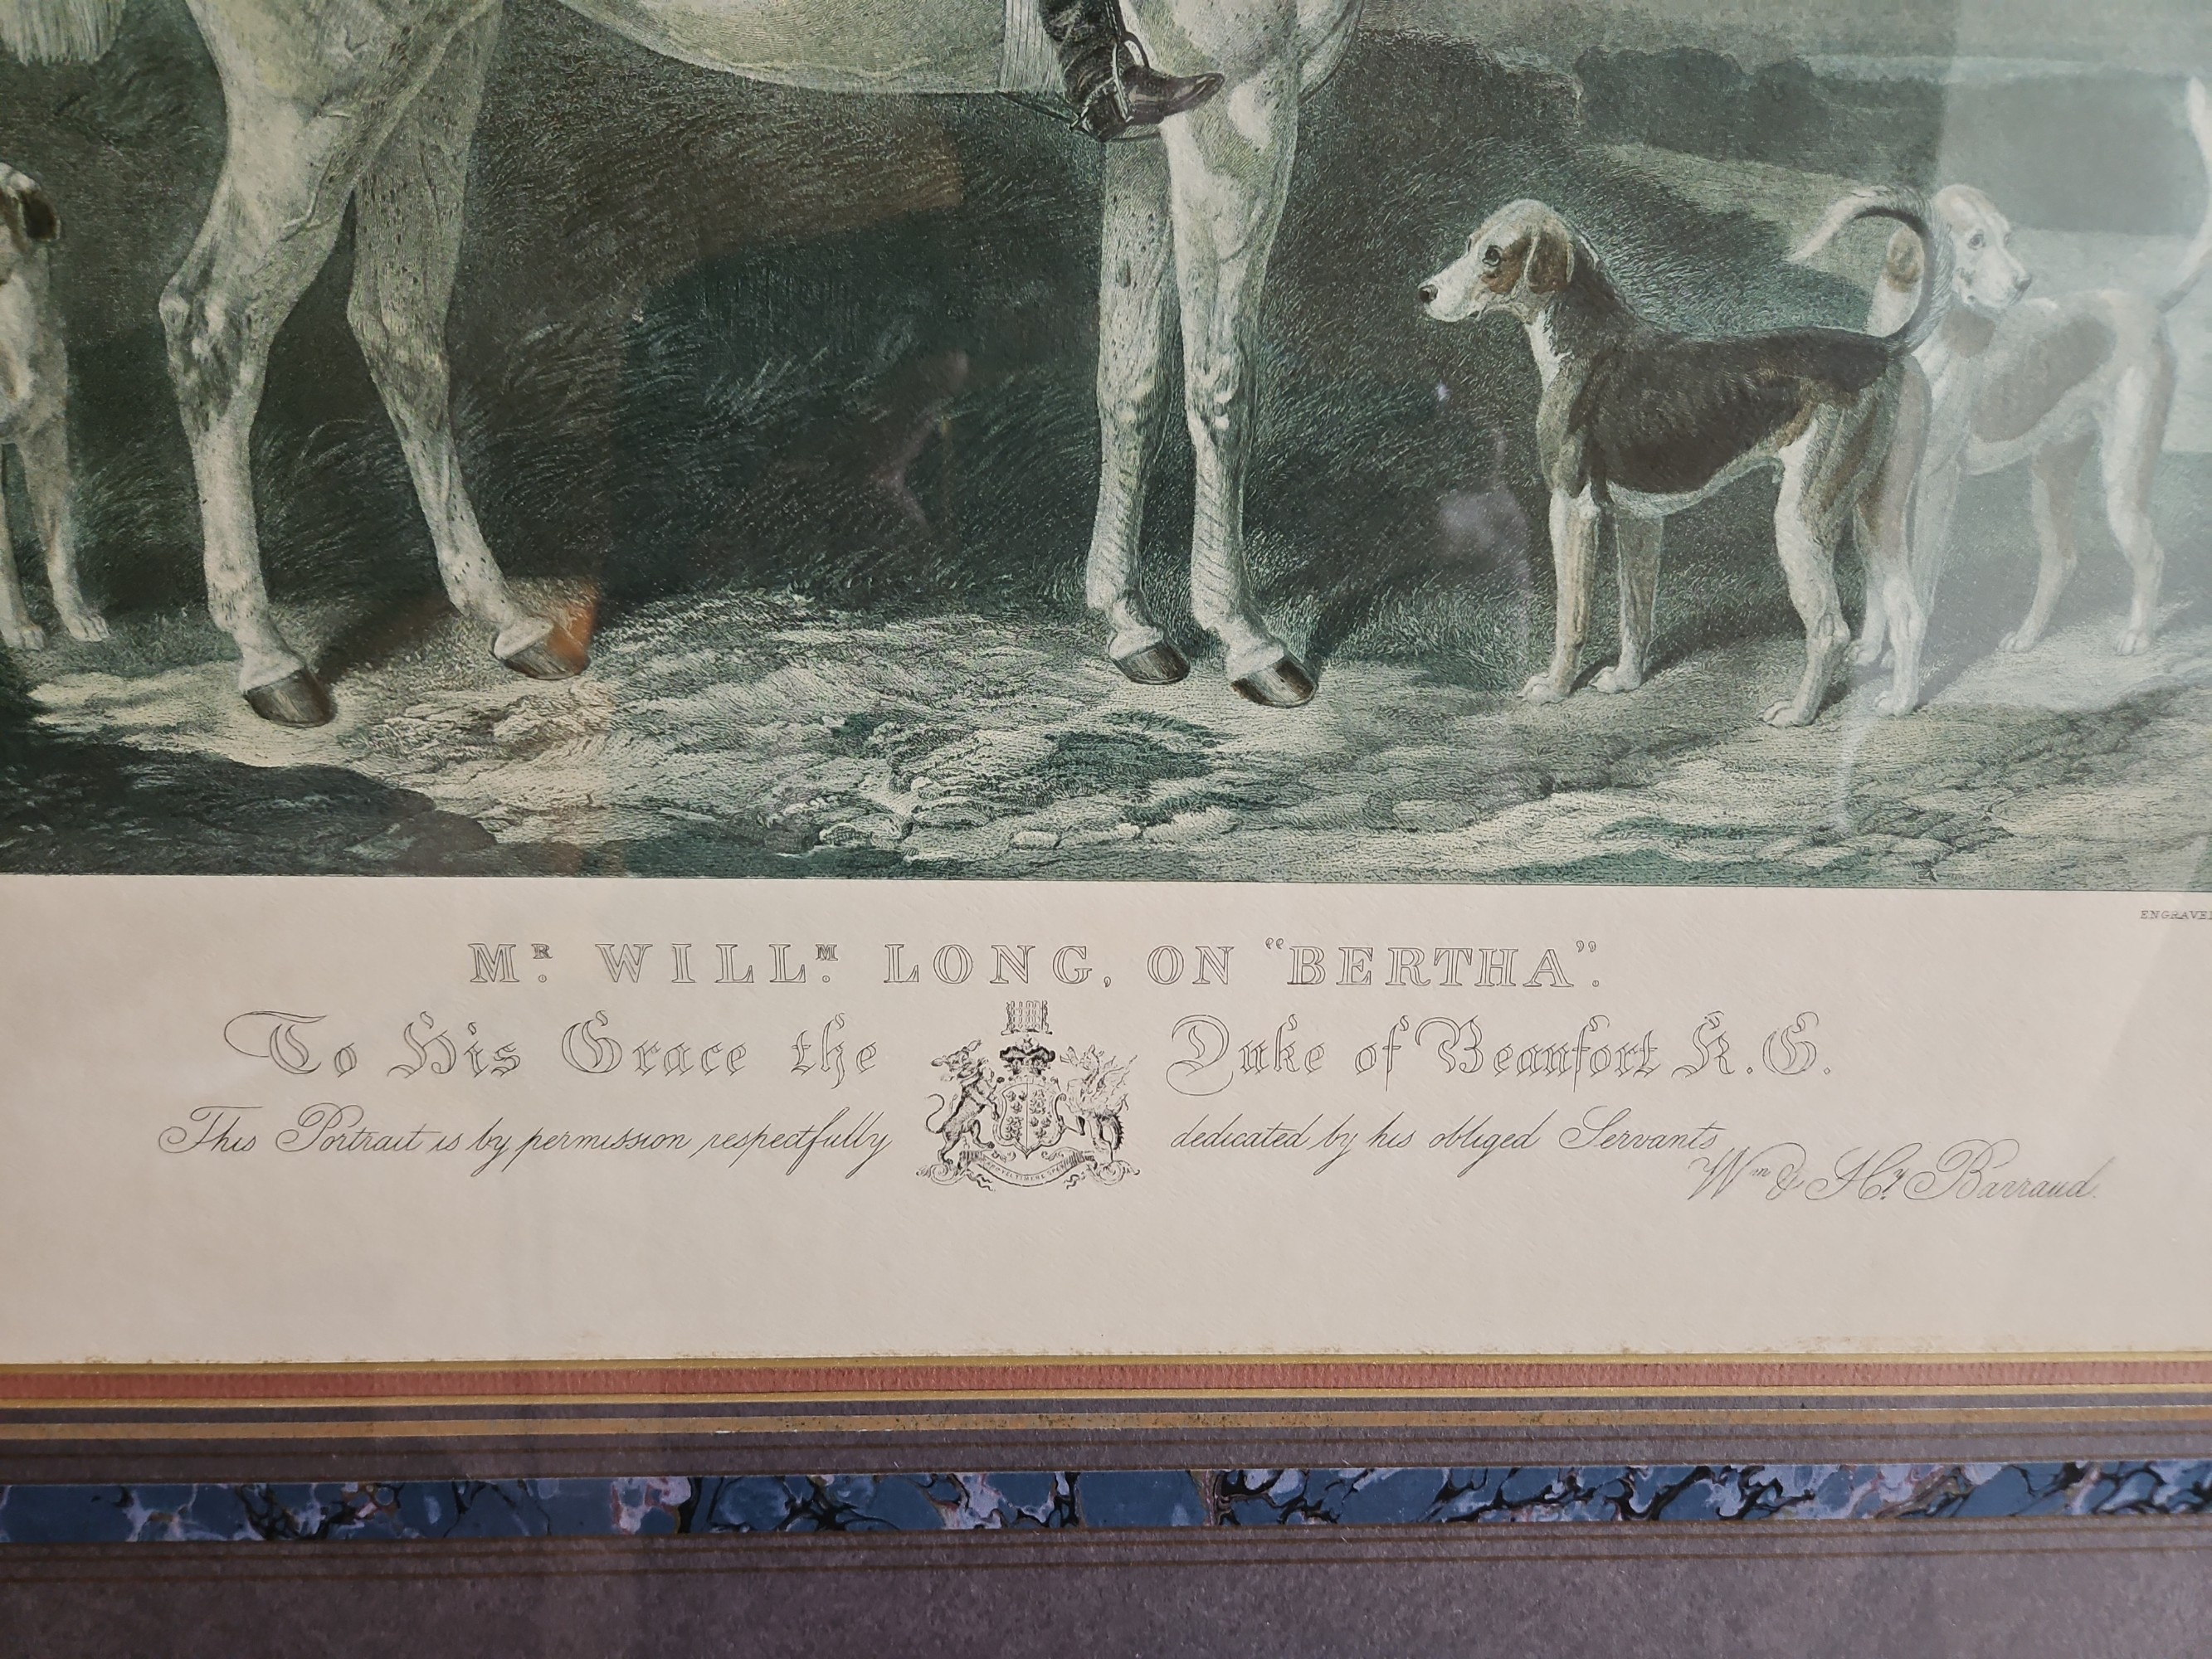 ENGRAVE
MR. WILLM. LONG, ON "BERTHA".
To His Grace the Duke of Beaufort K.G.
This Portrait is by permission respectfully dedicated by his obliged Servants
Wm & Hy Barraud.